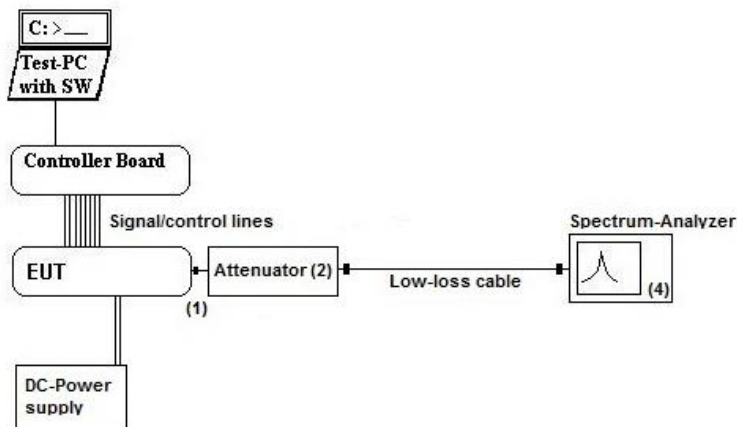 C: >__
Test-PC
with SW
Controller Board
Signal/control lines
Spectrum-Analyzer
EUT
Attenuator (2)
Low-loss cable
(4)
(1)
DC-Power
supply